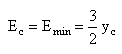 E_c = E_min = 3/2 y_c